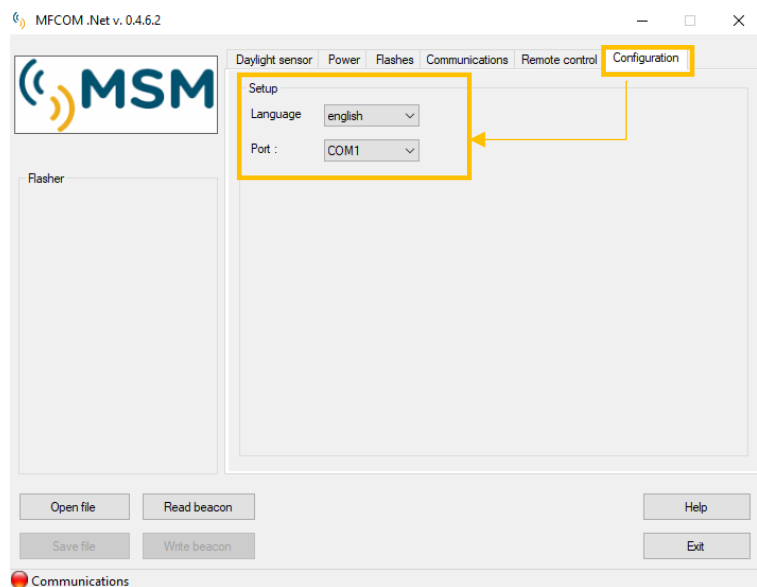 MFCOM .Net v. 0.4.6.2
MSM
Daylight sensor Power Flashes Communications Remote control Configuration
Setup
Language english
Port : COM1
Flasher
Open file Read beacon Help
Save file Write beacon Exit
Communications